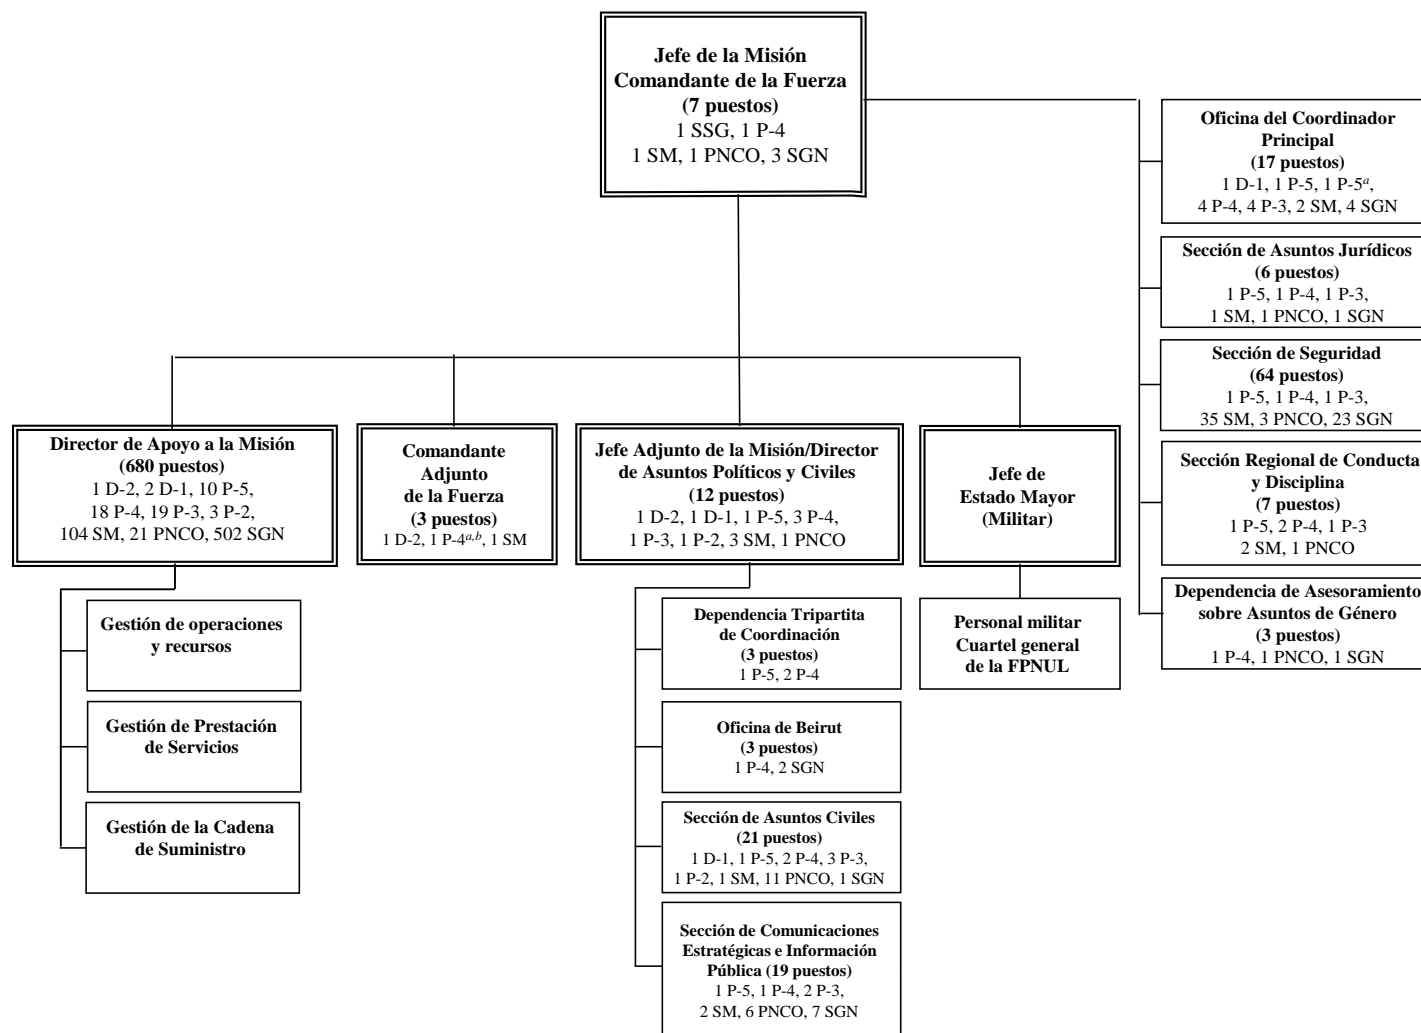 Jefe de la Misión
Comandante de la Fuerza
(7 puestos)
1 SSG, 1 P-4
1 SM, 1 PNCO, 3 SGN
Oficina del Coordinador
Principal
(17 puestos)
1 D-1, 1 P-5, 1 P-5a,
4 P-4, 4 P-3, 2 SM, 4 SGN
Sección de Asuntos Jurídicos
(6 puestos)
1 P-5, 1 P-4, 1 P-3,
1 SM, 1 PNCO, 1 SGN
Sección de Seguridad
(64 puestos)
1 P-5, 1 P-4, 1 P-3,
35 SM, 3 PNCO, 23 SGN
Sección Regional de Conducta
y Disciplina
(7 puestos)
1 P-5, 2 P-4, 1 P-3
2 SM, 1 PNCO
Dependencia de Asesoramiento
sobre Asuntos de Género
(3 puestos)
1 P-4, 1 PNCO, 1 SGN
Director de Apoyo a la Misión
(680 puestos)
1 D-2, 2 D-1, 10 P-5,
18 P-4, 19 P-3, 3 P-2,
104 SM, 21 PNCO, 502 SGN
Gestión de operaciones
y recursos
Gestión de Prestación
de Servicios
Gestión de la Cadena
de Suministro
Comandante
Adjunto
de la Fuerza
(3 puestos)
1 D-2, 1 P-4a,b, 1 SM
Jefe Adjunto de la Misión/Director
de Asuntos Políticos y Civiles
(12 puestos)
1 D-2, 1 D-1, 1 P-5, 3 P-4,
1 P-3, 1 P-2, 3 SM, 1 PNCO
Dependencia Tripartita
de Coordinación
(3 puestos)
1 P-5, 2 P-4
Oficina de Beirut
(3 puestos)
1 P-4, 2 SGN
Sección de Asuntos Civiles
(21 puestos)
1 D-1, 1 P-5, 2 P-4, 3 P-3,
1 P-2, 1 SM, 11 PNCO, 1 SGN
Sección de Comunicaciones
Estratégicas e Información
Pública (19 puestos)
1 P-5, 1 P-4, 2 P-3,
2 SM, 6 PNCO, 7 SGN
Jefe de
Estado Mayor
(Militar)
Personal militar
Cuartel general
de la FPNUL